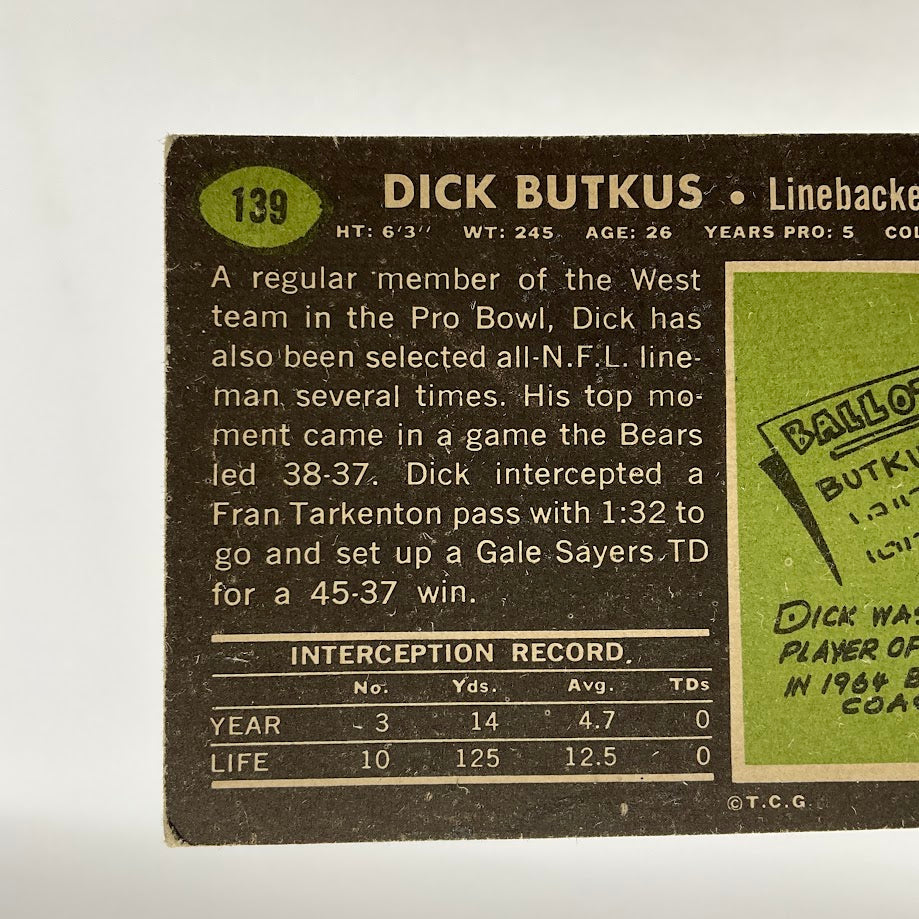 139
DICK BUTKUS • Linebacke
HT: 6'3'' WT: 245 AGE: 26 YEARS PRO: 5 COL
A regular member of the West
team in the Pro Bowl, Dick has
also been selected all-N.F.L. line-
man several times. His top mo-
ment came in a game the Bears
led 38-37. Dick intercepted a
Fran Tarkenton pass with 1:32 to
go and set up a Gale Sayers TD
for a 45-37 win.
INTERCEPTION RECORD
No. Yds. Avg. TDs
YEAR 3 14 4.7 0
LIFE 10 125 12.5 0
BALLO
BUTKU
DICK WA
PLAYER OF
IN 1964 B
COA
©T.C.G.